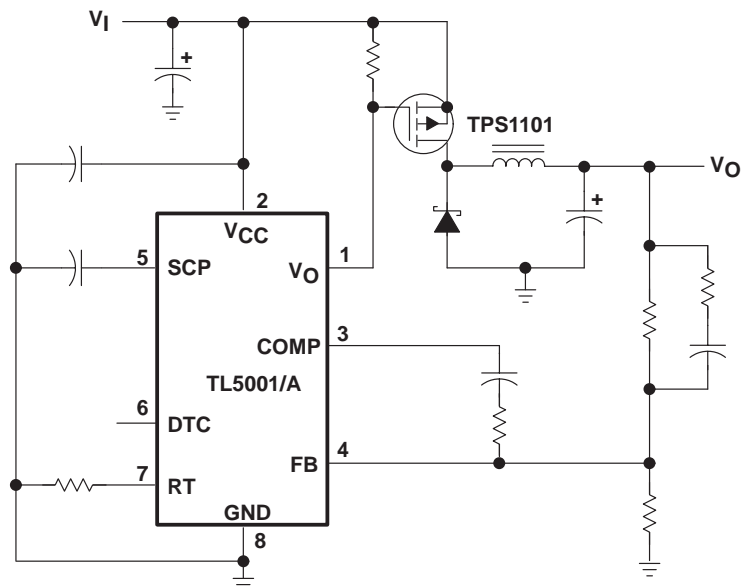 VI
+
TPS1101
VO
+
2
VCC
5
SCP
1
VO
3
COMP
TL5001/A
6
DTC
4
FB
7
RT
GND
8